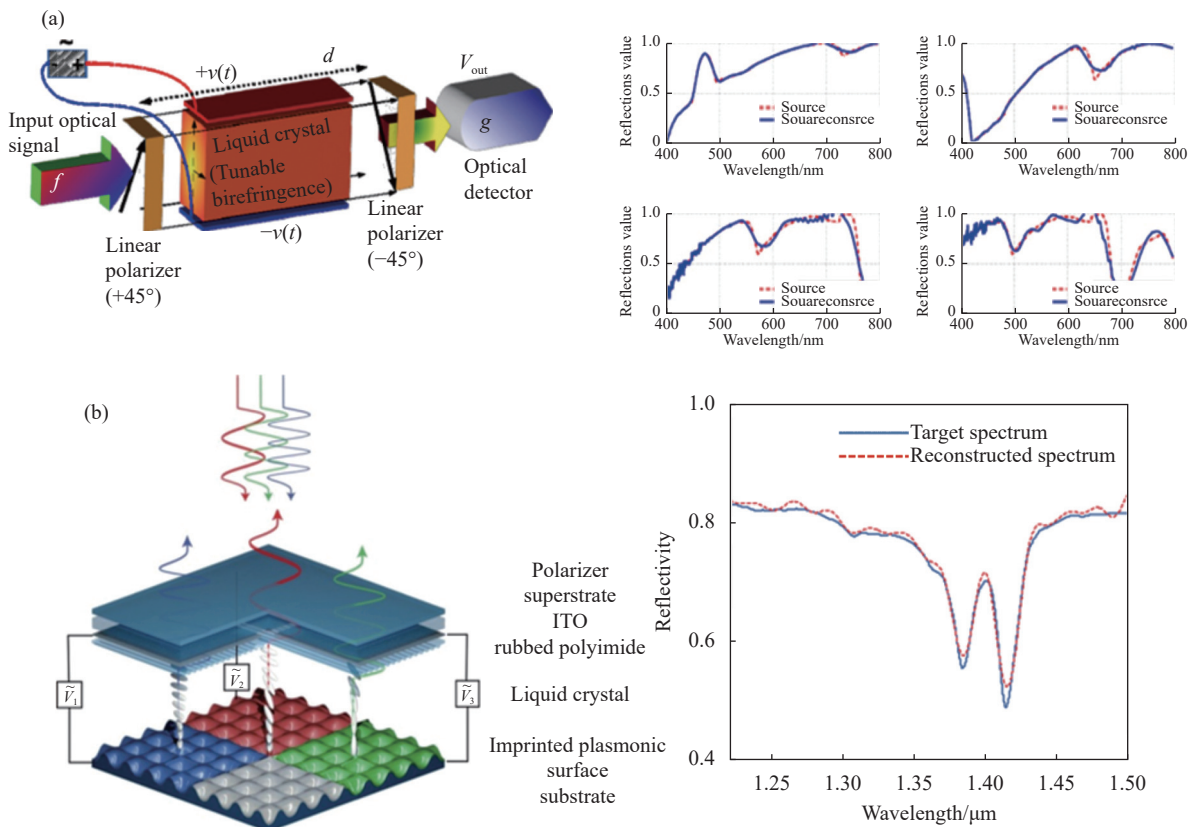 (a)
~
- +
+v(t)
d
V_out
Input optical
signal
f
Liquid crystal
(Tunable
birefringence)
g
Optical
detector
−v(t)
Linear
polarizer
(+45°)
Linear
polarizer
(−45°)
Reflections value
1.0
0.5
0
Source
Souareconsrce
400 500 600 700 800
Wavelength/nm
Reflections value
1.0
0.5
0
Source
Souareconsrce
400 500 600 700 800
Wavelength/nm
Reflections value
1.0
0.5
0
Source
Souareconsrce
400 500 600 700 800
Wavelength/nm
Reflections value
1.0
0.5
0
Source
Souareconsrce
400 500 600 700 800
Wavelength/nm
(b)
Polarizer
superstrate
ITO
rubbed polyimide
Ṽ₁
Ṽ₂
Ṽ₃
Liquid crystal
Imprinted plasmonic
surface
substrate
Reflectivity
1.0
0.8
0.6
0.4
Target spectrum
Reconstructed spectrum
1.25 1.30 1.35 1.40 1.45 1.50
Wavelength/μm